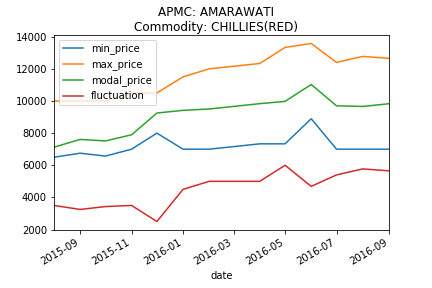 APMC: AMARAWATI
Commodity: CHILLIES(RED)
14000
12000
10000
8000
6000
4000
2000
min_price
max_price
modal_price
fluctuation
2015-09
2015-11
2016-01
2016-03
2016-05
2016-07
2016-09
date